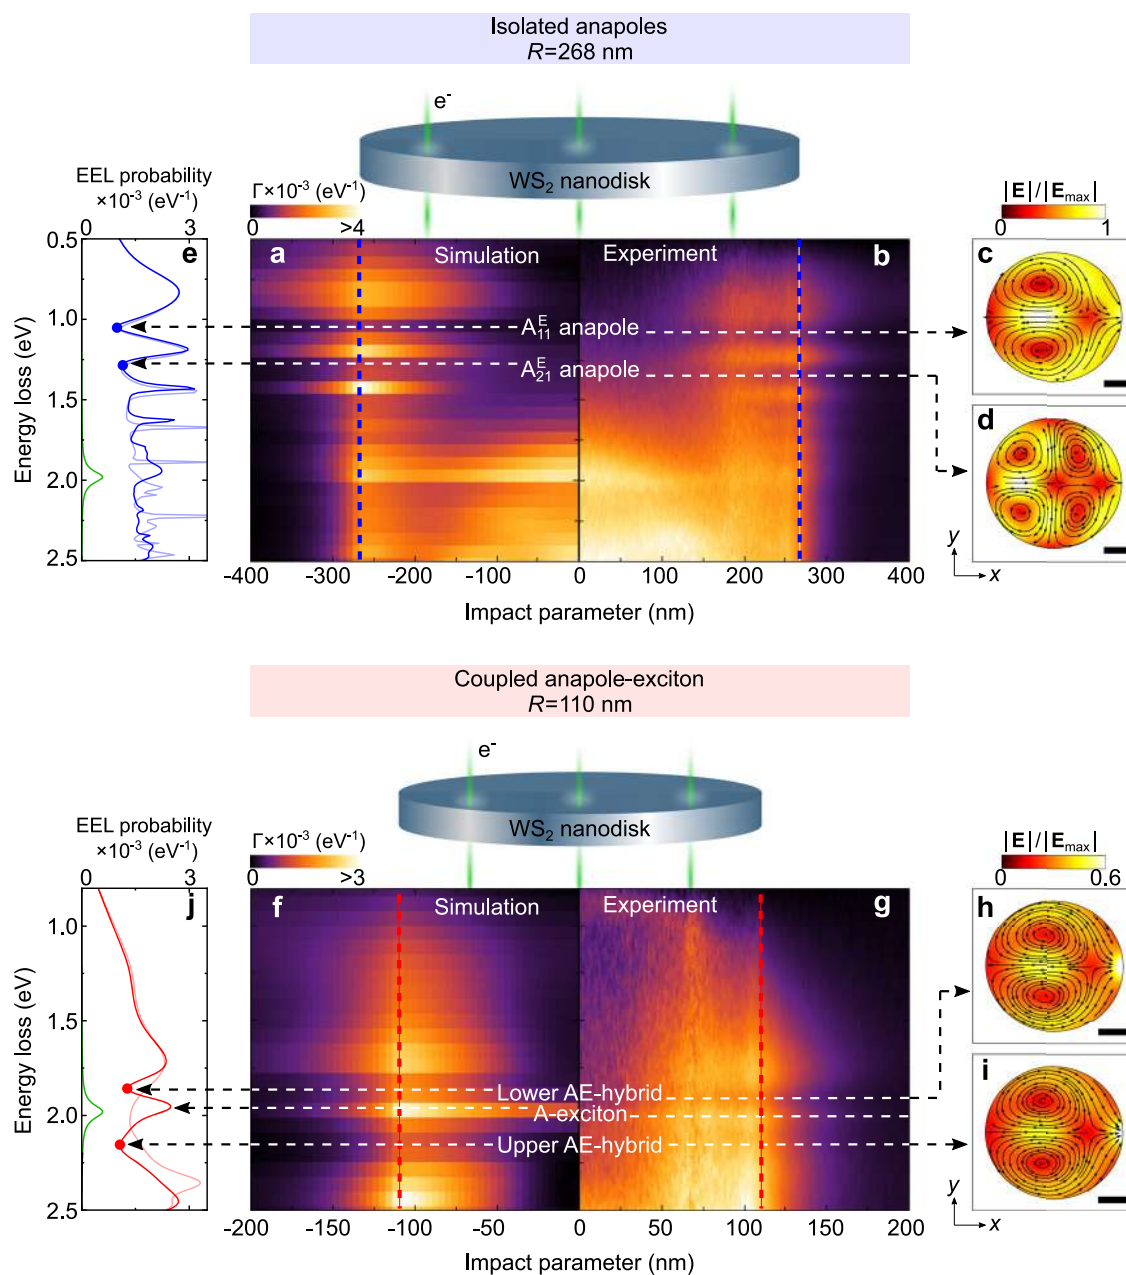 Isolated anapoles
R=268 nm
e-
WS2 nanodisk
EEL probability
×10-3 (eV-1)
0 3
Γ×10-3 (eV-1)
0 >4
|E| / |Emax|
0 1
e
a
Simulation
Experiment
b
c
d
AE11 anapole
AE21 anapole
0.5
1.0
1.5
2.0
2.5
Energy loss (eV)
-400 -300 -200 -100 0 100 200 300 400
Impact parameter (nm)
y
x
Coupled anapole-exciton
R=110 nm
e-
WS2 nanodisk
EEL probability
×10-3 (eV-1)
0 3
Γ×10-3 (eV-1)
0 >3
|E| / |Emax|
0 0.6
j
f
Simulation
Experiment
g
h
i
Lower AE-hybrid
A-exciton
Upper AE-hybrid
1.0
1.5
2.0
2.5
Energy loss (eV)
-200 -150 -100 -50 0 50 100 150 200
Impact parameter (nm)
y
x